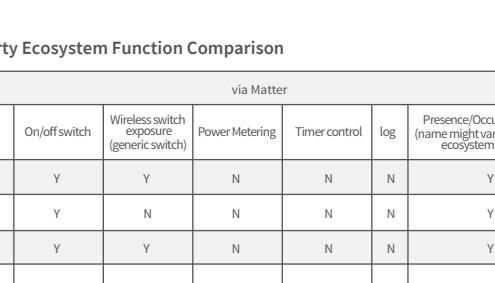 rty Ecosystem Function Comparison
via Matter
On/off switch
Wireless switch
exposure
(generic switch)
Power Metering
Timer control
log
Presence/Occu
(name might var
ecosystem
Y Y N N N Y
Y N N N N Y
Y Y N N N Y